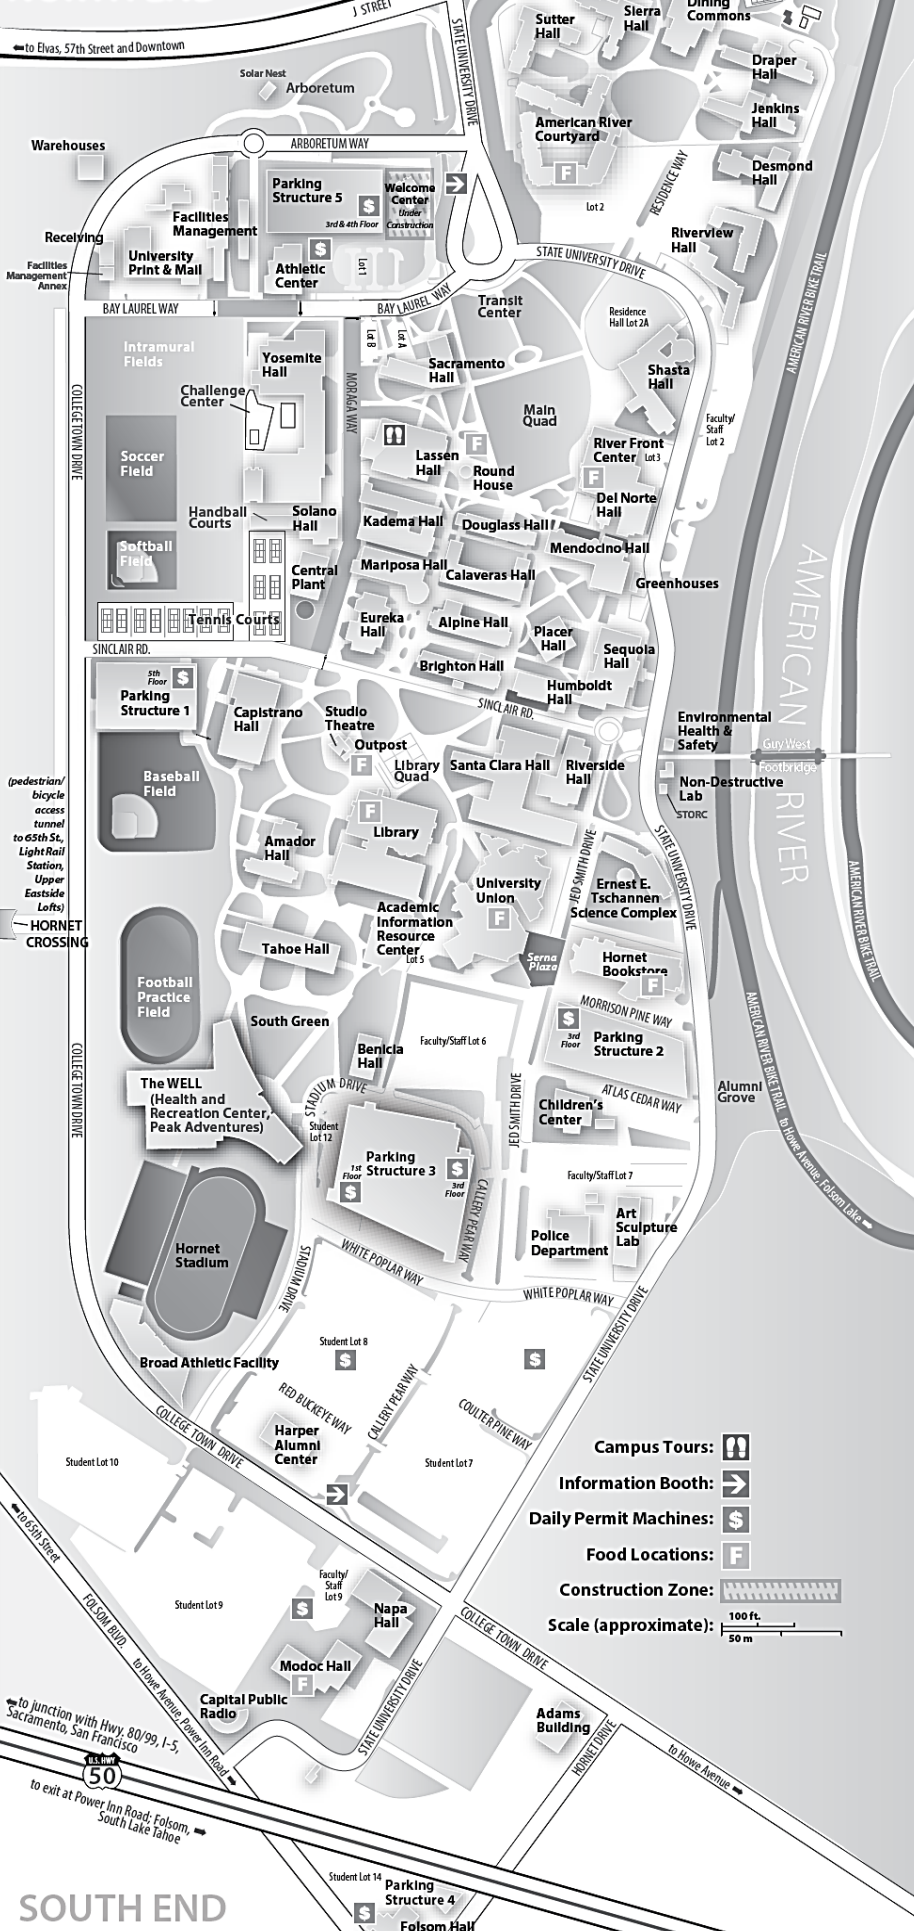 J STREET
to Elvas, 57th Street and Downtown
STATE UNIVERSITY DRIVE
Sutter
Hall
Sierra
Hall
Dining
Commons
Draper
Hall
Jenkins
Hall
Desmond
Hall
American River
Courtyard
F
Lot 2
RESIDENCE WAY
Riverview
Hall
Solar Nest
Arboretum
ARBORETUM WAY
Warehouses
Parking
Structure 5
$
3rd & 4th Floor
Welcome
Center
Under
Construction
Facilities
Management
Receiving
University
Print & Mail
Facilities
Management
Annex
$
Athletic
Center
Lot 1
STATE UNIVERSITY DRIVE
BAY LAUREL WAY
BAY LAUREL WAY
Transit
Center
Residence
Hall Lot 2A
AMERICAN RIVER BIKE TRAIL
Intramural
Fields
Yosemite
Hall
Lot B
Lot A
Sacramento
Hall
Shasta
Hall
Challenge
Center
MORAGA WAY
COLLEGE TOWN DRIVE
Main
Quad
Faculty/
Staff
Lot 2
Soccer
Field
Lassen
Hall
F
Round
House
River Front
Center
Lot 3
F
Del Norte
Hall
Handball
Courts
Solano
Hall
Kadema Hall
Douglass Hall
Mendocino Hall
Softball
Field
Central
Plant
Mariposa Hall
Calaveras Hall
Greenhouses
AMERICAN RIVER
Tennis Courts
Eureka
Hall
Alpine Hall
Placer
Hall
Sequoia
Hall
SINCLAIR RD.
Brighton Hall
Humboldt
Hall
SINCLAIR RD.
5th
Floor
$
Parking
Structure 1
Capistrano
Hall
Studio
Theatre
Outpost
F
Library
Quad
Santa Clara Hall
Riverside
Hall
Environmental
Health &
Safety
Guy West
Footbridge
Non-Destructive
Lab
STORC
Baseball
Field
(pedestrian/
bicycle
access
tunnel
to 65th St.,
Light Rail
Station,
Upper
Eastside
Lofts)
HORNET
CROSSING
Amador
Hall
F
Library
JED SMITH DRIVE
STATE UNIVERSITY DRIVE
AMERICAN RIVER BIKE TRAIL
University
Union
F
Ernest E.
Tschannen
Science Complex
Academic
Information
Resource
Center
Lot 5
Tahoe Hall
Serna
Plaza
Hornet
Bookstore
F
Football
Practice
Field
South Green
MORRISON PINE WAY
$
3rd
Floor
Parking
Structure 2
Faculty/Staff Lot 6
Benicia
Hall
AMERICAN RIVER BIKE TRAIL
to Howe Avenue, Folsom Lake
COLLEGE TOWN DRIVE
The WELL
(Health and
Recreation Center,
Peak Adventures)
STADIUM DRIVE
Student
Lot 12
JED SMITH DRIVE
Children's
Center
ATLAS CEDAR WAY
Alumni
Grove
1st
Floor
$
Parking
Structure 3
$
3rd
Floor
CALLERY PEAR WAY
Faculty/Staff Lot 7
Police
Department
Art
Sculpture
Lab
Hornet
Stadium
STADIUM DRIVE
WHITE POPLAR WAY
WHITE POPLAR WAY
STATE UNIVERSITY DRIVE
Student Lot 8
$
$
Broad Athletic Facility
RED BUCKEYE WAY
CALLERY PEAR WAY
COULTER PINE WAY
COLLEGE TOWN DRIVE
Harper
Alumni
Center
Student Lot 10
Student Lot 7
Campus Tours:
Information Booth:
Daily Permit Machines: $
Food Locations: F
Construction Zone:
Scale (approximate):
100 ft.
50 m
to 65th Street
FOLSOM BLVD.
to Howe Avenue, Power Inn Road
Student Lot 9
Faculty/
Staff
Lot 9
$
Napa
Hall
COLLEGE TOWN DRIVE
Modoc Hall
F
Capital Public
Radio
STATE UNIVERSITY DRIVE
Adams
Building
HORNET DRIVE
to Howe Avenue
to junction with Hwy. 80/99, I-5,
Sacramento, San Francisco
U.S. HWY
50
to exit at Power Inn Road; Folsom,
South Lake Tahoe
Student Lot 14
$
Parking
Structure 4
Folsom Hall
SOUTH END